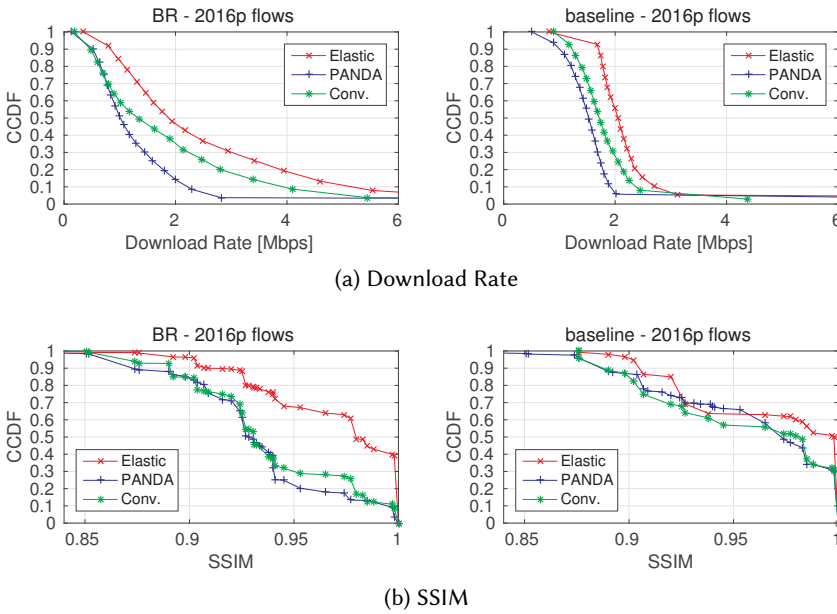 BR - 2016p flows
1
0.9
0.8
0.7
0.6
0.5
0.4
0.3
0.2
0.1
0
CCDF
Elastic
PANDA
Conv.
0 2 4 6
Download Rate [Mbps]
baseline - 2016p flows
1
0.9
0.8
0.7
0.6
0.5
0.4
0.3
0.2
0.1
0
CCDF
Elastic
PANDA
Conv.
0 2 4 6
Download Rate [Mbps]
(a) Download Rate
BR - 2016p flows
1
0.9
0.8
0.7
0.6
0.5
0.4
0.3
0.2
0.1
0
CCDF
Elastic
PANDA
Conv.
0.85 0.9 0.95 1
SSIM
baseline - 2016p flows
1
0.9
0.8
0.7
0.6
0.5
0.4
0.3
0.2
0.1
0
CCDF
Elastic
PANDA
Conv.
0.85 0.9 0.95 1
SSIM
(b) SSIM